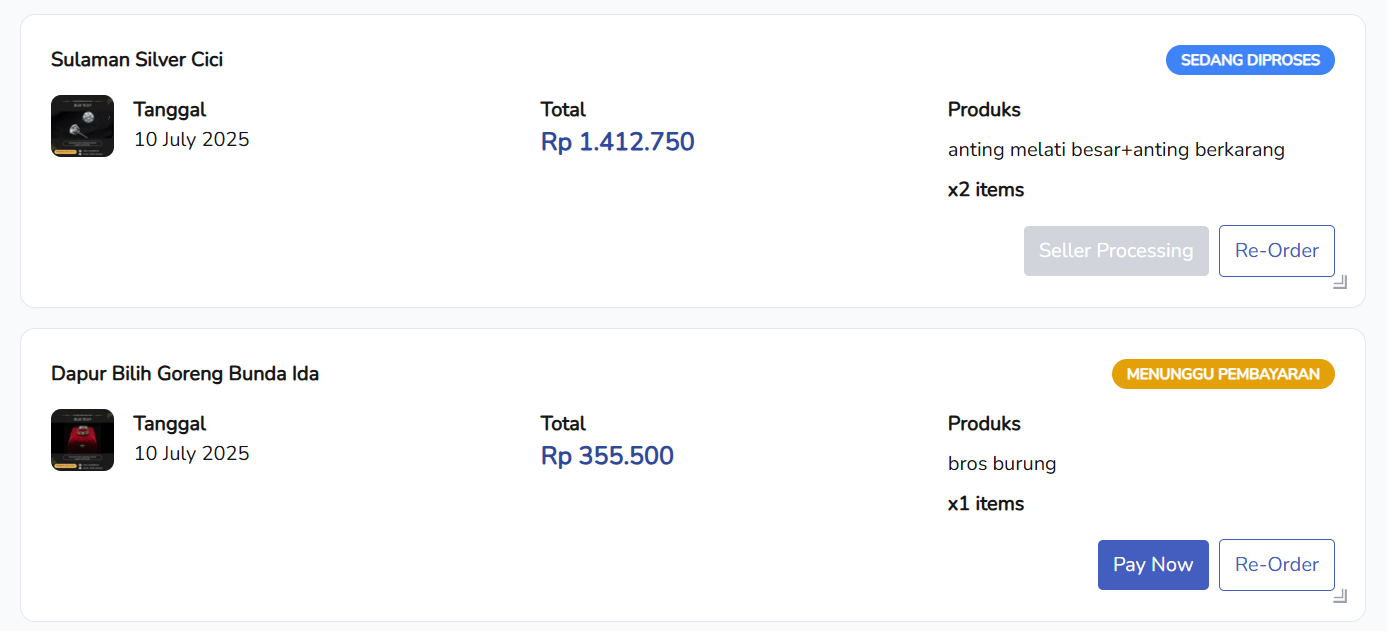 Sulaman Silver Cici
SEDANG DIPROSES
Tanggal
10 July 2025
Total
Rp 1.412.750
Produks
anting melati besar+anting berkarang
x2 items
Seller Processing
Re-Order
Dapur Bilih Goreng Bunda Ida
MENUNGGU PEMBAYARAN
Tanggal
10 July 2025
Total
Rp 355.500
Produks
bros burung
x1 items
Pay Now
Re-Order